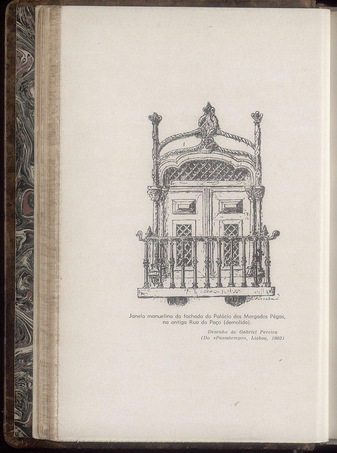 Janela manuelina da fachada do Palácio dos Morgados Pêgas,
na antiga Rua do Paço (demolido).
Desenho de Gabriel Pereira
(Do «Passatempo», Lisboa, 1902)